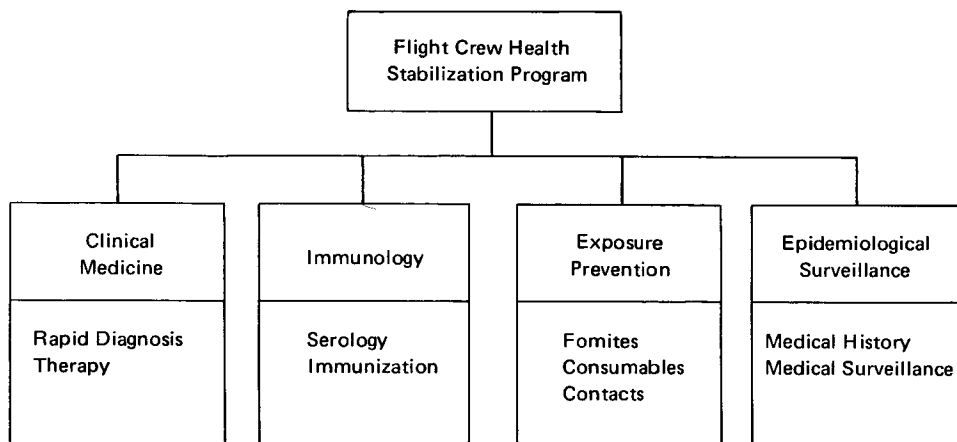 Flight Crew Health
Stabilization Program
Clinical
Medicine
Rapid Diagnosis
Therapy
Immunology
Serology
Immunization
Exposure
Prevention
Fomites
Consumables
Contacts
Epidemiological
Surveillance
Medical History
Medical Surveillance